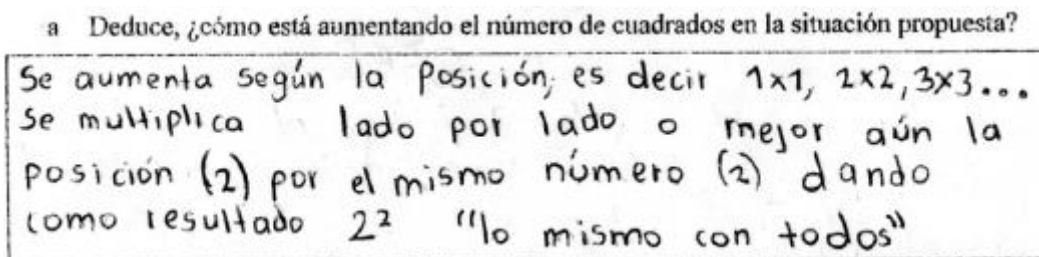 a Deduce, ¿cómo está aumentando el número de cuadrados en la situación propuesta?
Se aumenta según la posición, es decir 1x1, 2x2, 3x3...
Se multiplica lado por lado o mejor aún la
posición (2) por el mismo número (2) dando
como resultado 2² "lo mismo con todos"